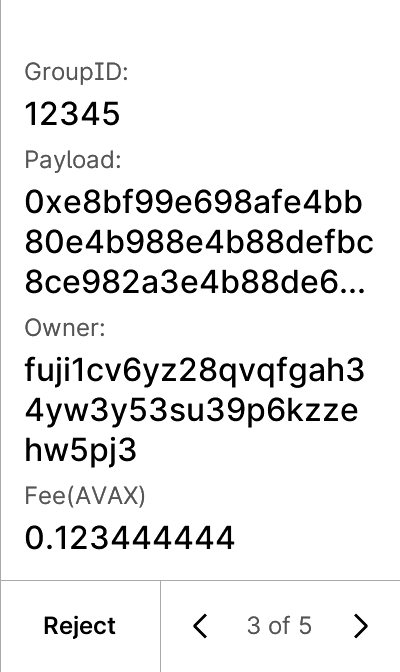 GroupID:
12345
Payload:
0xe8bf99e698afe4bb
80e4b988e4b88defbc
8ce982a3e4b88de6...
Owner:
fuji1cv6yz28qvqfgah3
4yw3y53su39p6kzze
hw5pj3
Fee(AVAX)
0.123444444
Reject
3 of 5